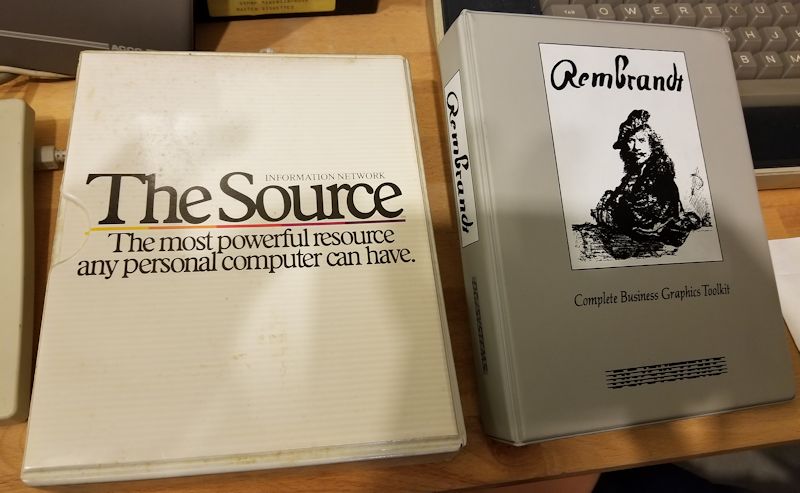 INFORMATION NETWORK
The Source
The most powerful resource
any personal computer can have.
Rembrandt
Rembrandt
Complete Business Graphics Toolkit
TAB Q W E R T Y U
H J K
B N M